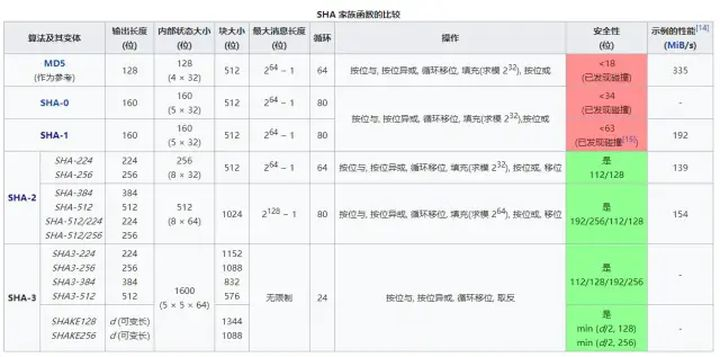 SHA 家族函数的比较
算法及其变体 输出长度 (位) 内部状态大小 (位) 块大小 (位) 最大消息长度 (位) 循环 操作 安全性 (位) 示例的性能[14] (MiB/s)
MD5 (作为参考) 128 128 (4 × 32) 512 2^64 − 1 64 按位与, 按位异或, 循环移位, 填充(求模 2^32), 按位或 <18 (已发现碰撞) 335
SHA-0 160 160 (5 × 32) 512 2^64 − 1 80 按位与, 按位异或, 循环移位, 填充(求模 2^32),按位或 <34 (已发现碰撞) -
SHA-1 160 160 (5 × 32) 512 2^64 − 1 80 <63 (已发现碰撞[15]) 192
SHA-2 SHA-224 224 256 (8 × 32) 512 2^64 − 1 64 按位与, 按位异或, 循环移位, 填充(求模 2^32), 按位或, 移位 是 112/128 139
SHA-256 256
SHA-384 384 512 (8 × 64) 1024 2^128 − 1 80 按位与, 按位异或, 循环移位, 填充(求模 2^64), 按位或, 移位 是 192/256/112/128 154
SHA-512 512
SHA-512/224 224
SHA-512/256 256
SHA-3 SHA3-224 224 1600 (5 × 5 × 64) 1152 无限制 24 按位与, 按位异或, 循环移位, 取反 是 112/128/192/256 -
SHA3-256 256 1088
SHA3-384 384 832
SHA3-512 512 576
SHAKE128 d (可变长) 1344 是 min (d/2, 128) -
SHAKE256 d (可变长) 1088 min (d/2, 256)